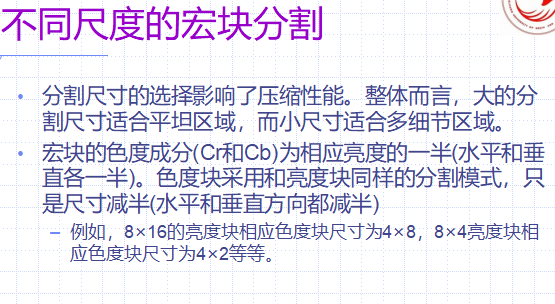 不同尺度的宏块分割
分割尺寸的选择影响了压缩性能。整体而言，大的分
割尺寸适合平坦区域，而小尺寸适合多细节区域。
宏块的色度成分(Cr和Cb)为相应亮度的一半(水平和垂
直各一半)。色度块采用和亮度块同样的分割模式，只
是尺寸减半(水平和垂直方向都减半)
– 例如，8×16的亮度块相应色度块尺寸为4×8，8×4亮度块相
应色度块尺寸为4×2等等。